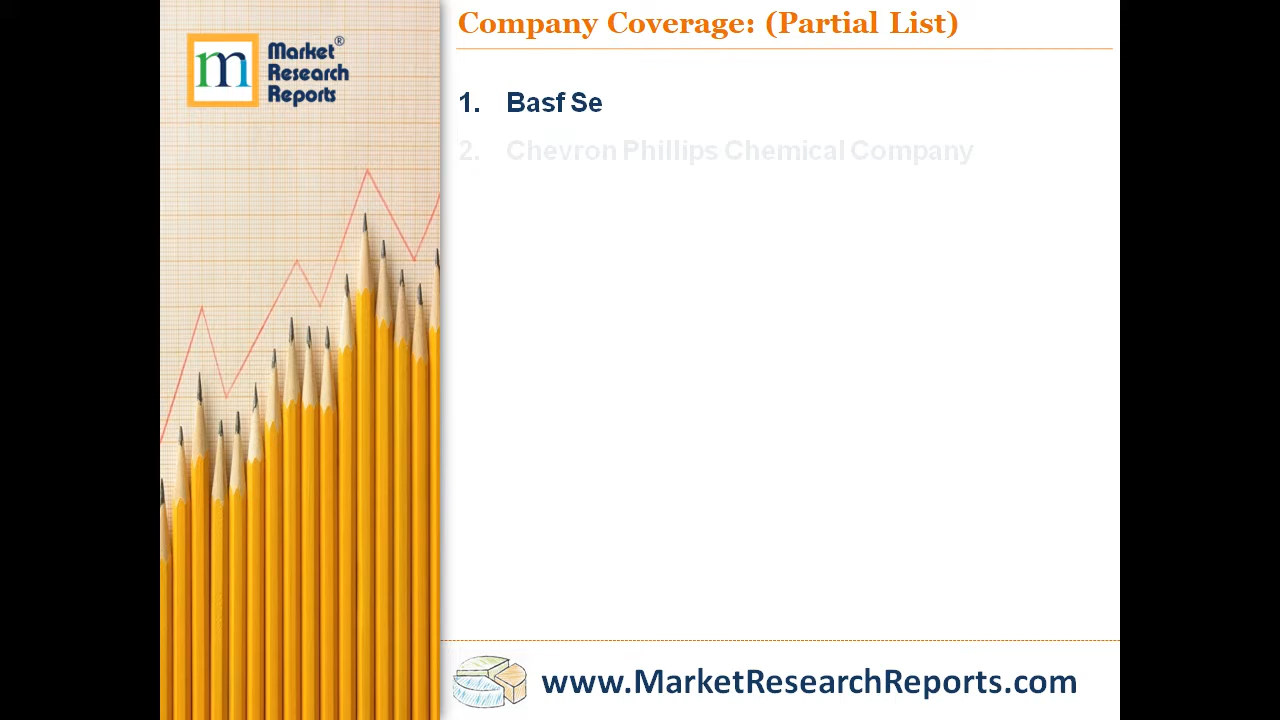 Company Coverage: (Partial List)
Market®
Research
Reports
m
1. Basf Se
2. Chevron Phillips Chemical Company
www.MarketResearchReports.com